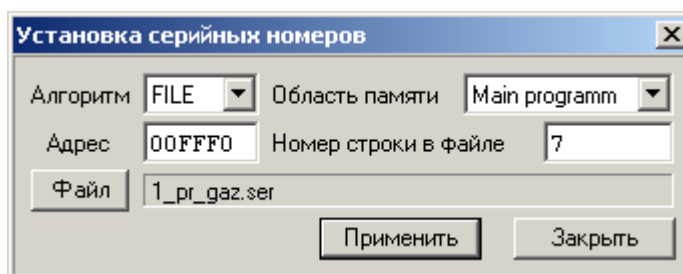 Установка серийных номеров
Алгоритм FILE Область памяти Main programm
Адрес 00FFF0 Номер строки в файле 7
Файл 1_pr_gaz.ser
Применить Закрыть